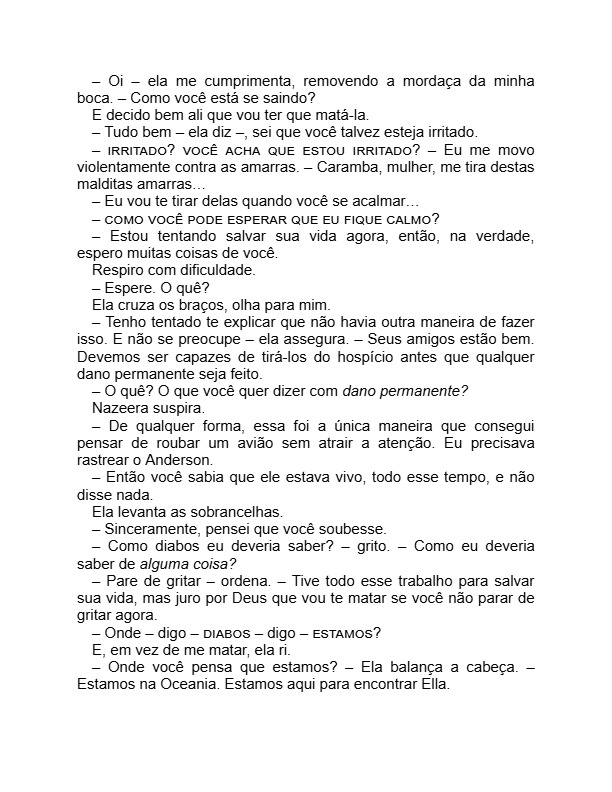 – Oi – ela me cumprimenta, removendo a mordaça da minha
boca. – Como você está se saindo?
E decido bem ali que vou ter que matá-la.
– Tudo bem – ela diz –, sei que você talvez esteja irritado.
– IRRITADO? VOCÊ ACHA QUE ESTOU IRRITADO? – Eu me movo
violentamente contra as amarras. – Caramba, mulher, me tira destas
malditas amarras…
– Eu vou te tirar delas quando você se acalmar…
– COMO VOCÊ PODE ESPERAR QUE EU FIQUE CALMO?
– Estou tentando salvar sua vida agora, então, na verdade,
espero muitas coisas de você.
Respiro com dificuldade.
– Espere. O quê?
Ela cruza os braços, olha para mim.
– Tenho tentado te explicar que não havia outra maneira de fazer
isso. E não se preocupe – ela assegura. – Seus amigos estão bem.
Devemos ser capazes de tirá-los do hospício antes que qualquer
dano permanente seja feito.
– O quê? O que você quer dizer com dano permanente?
Nazeera suspira.
– De qualquer forma, essa foi a única maneira que consegui
pensar de roubar um avião sem atrair a atenção. Eu precisava
rastrear o Anderson.
– Então você sabia que ele estava vivo, todo esse tempo, e não
disse nada.
Ela levanta as sobrancelhas.
– Sinceramente, pensei que você soubesse.
– Como diabos eu deveria saber? – grito. – Como eu deveria
saber de alguma coisa?
– Pare de gritar – ordena. – Tive todo esse trabalho para salvar
sua vida, mas juro por Deus que vou te matar se você não parar de
gritar agora.
– Onde – digo – DIABOS – digo – ESTAMOS?
E, em vez de me matar, ela ri.
– Onde você pensa que estamos? – Ela balança a cabeça. –
Estamos na Oceania. Estamos aqui para encontrar Ella.